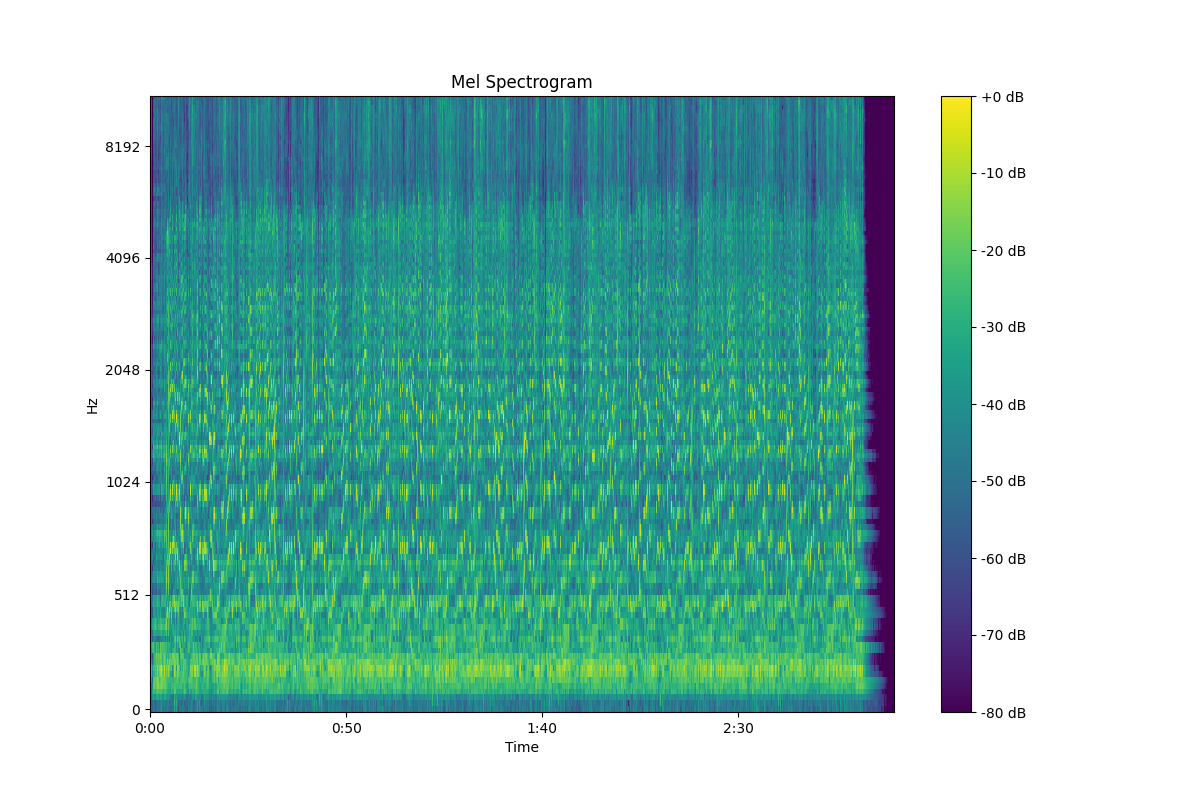 Mel Spectrogram
+0 dB
8192
-10 dB
-20 dB
4096
-30 dB
2048
-40 dB
Hz
1024
-50 dB
-60 dB
512
-70 dB
0
-80 dB
0:00
0:50
1:40
2:30
Time